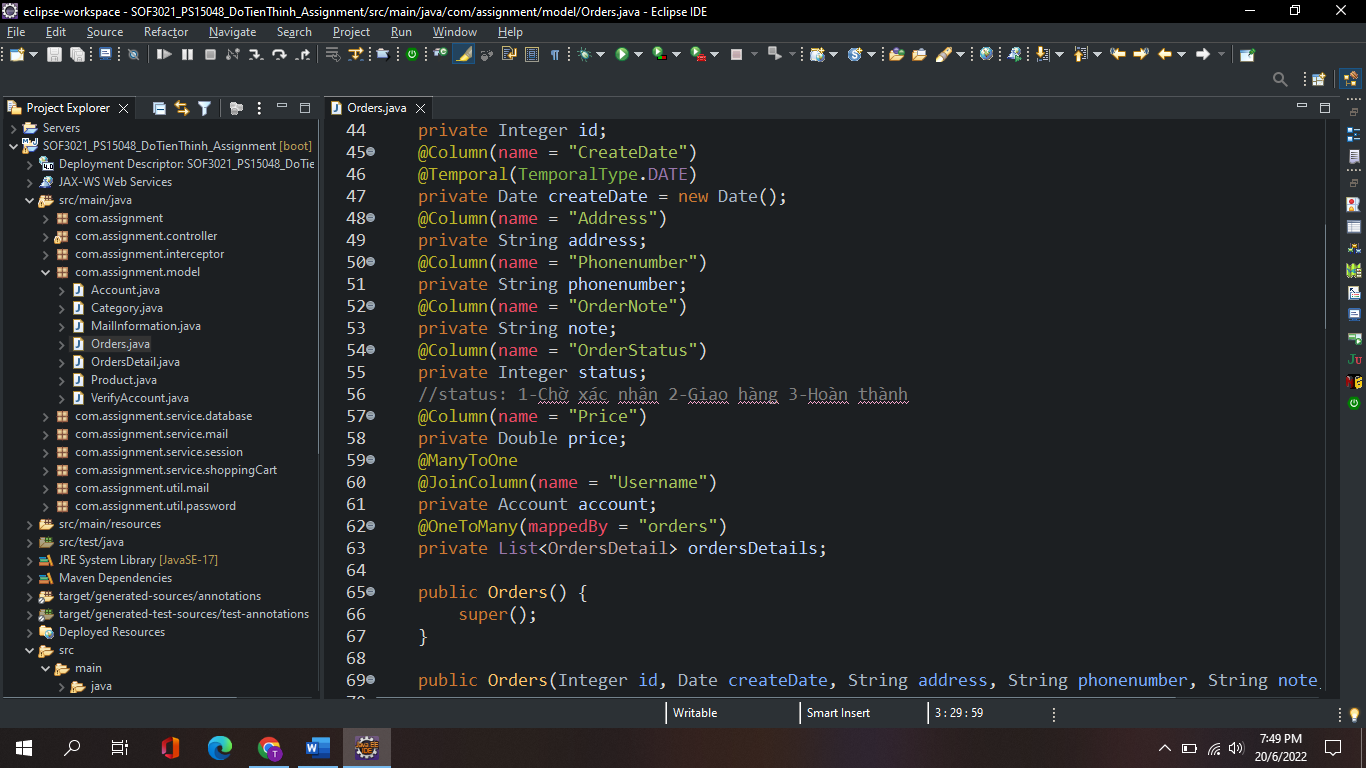 eclipse-workspace - SOF3021_PS15048_DoTienThinh_Assignment/src/main/java/com/assignment/model/Orders.java - Eclipse IDE
File Edit Source Refactor Navigate Search Project Run Window Help
Project Explorer
Servers
SOF3021_PS15048_DoTienThinh_Assignment [boot]
Deployment Descriptor: SOF3021_PS15048_DoTie
JAX-WS Web Services
src/main/java
com.assignment
com.assignment.controller
com.assignment.interceptor
com.assignment.model
Account.java
Category.java
MailInformation.java
Orders.java
OrdersDetail.java
Product.java
VerifyAccount.java
com.assignment.service.database
com.assignment.service.mail
com.assignment.service.session
com.assignment.service.shoppingCart
com.assignment.util.mail
com.assignment.util.password
src/main/resources
src/test/java
JRE System Library [JavaSE-17]
Maven Dependencies
target/generated-sources/annotations
target/generated-test-sources/test-annotations
Deployed Resources
src
main
java
Orders.java
44 private Integer id;
45 @Column(name = "CreateDate")
46 @Temporal(TemporalType.DATE)
47 private Date createDate = new Date();
48 @Column(name = "Address")
49 private String address;
50 @Column(name = "Phonenumber")
51 private String phonenumber;
52 @Column(name = "OrderNote")
53 private String note;
54 @Column(name = "OrderStatus")
55 private Integer status;
56 //status: 1-Chờ xác nhận 2-Giao hàng 3-Hoàn thành
57 @Column(name = "Price")
58 private Double price;
59 @ManyToOne
60 @JoinColumn(name = "Username")
61 private Account account;
62 @OneToMany(mappedBy = "orders")
63 private List<OrdersDetail> ordersDetails;
64
65 public Orders() {
66 super();
67 }
68
69 public Orders(Integer id, Date createDate, String address, String phonenumber, String note,
Writable Smart Insert 3 : 29 : 59
7:49 PM
20/6/2022